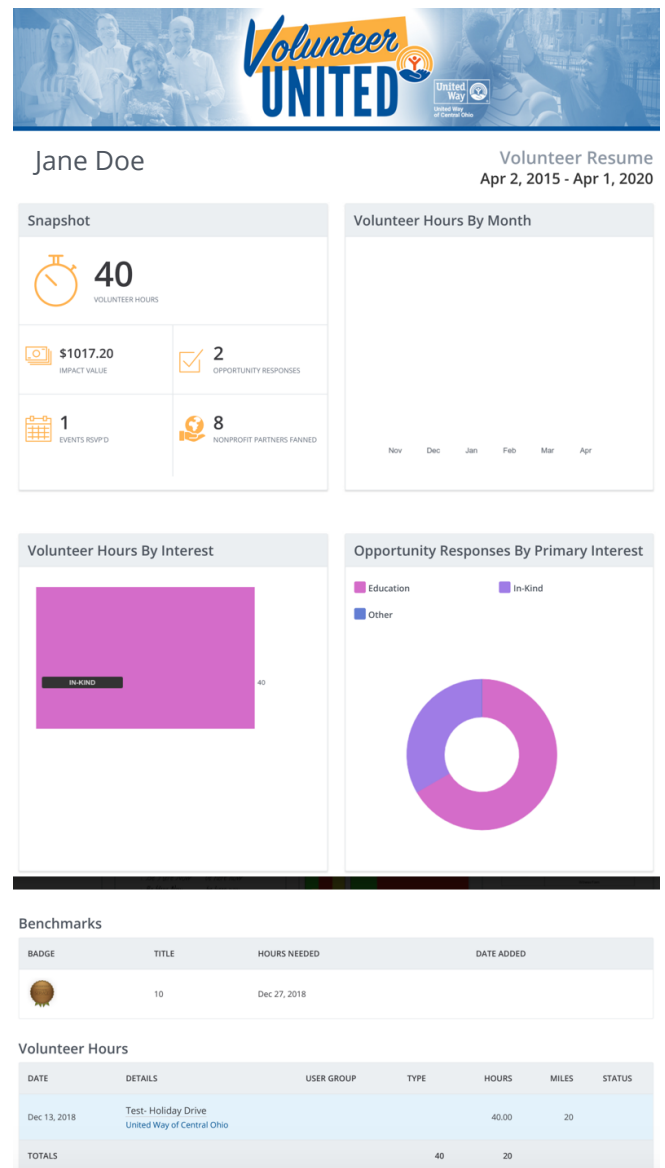 Volunteer
UNITED
United
Way
United Way
of Central Ohio
Jane Doe
Volunteer Resume
Apr 2, 2015 - Apr 1, 2020
Snapshot
40
VOLUNTEER HOURS
$1017.20
IMPACT VALUE
2
OPPORTUNITY RESPONSES
1
EVENTS RSVP'D
8
NONPROFIT PARTNERS FANNED
Volunteer Hours By Month
Nov Dec Jan Feb Mar Apr
Volunteer Hours By Interest
IN-KIND 40
Opportunity Responses By Primary Interest
Education In-Kind
Other
Benchmarks
BADGE TITLE HOURS NEEDED DATE ADDED
10 Dec 27, 2018
Volunteer Hours
DATE DETAILS USER GROUP TYPE HOURS MILES STATUS
Dec 13, 2018 Test- Holiday Drive 40.00 20
United Way of Central Ohio
TOTALS 40 20